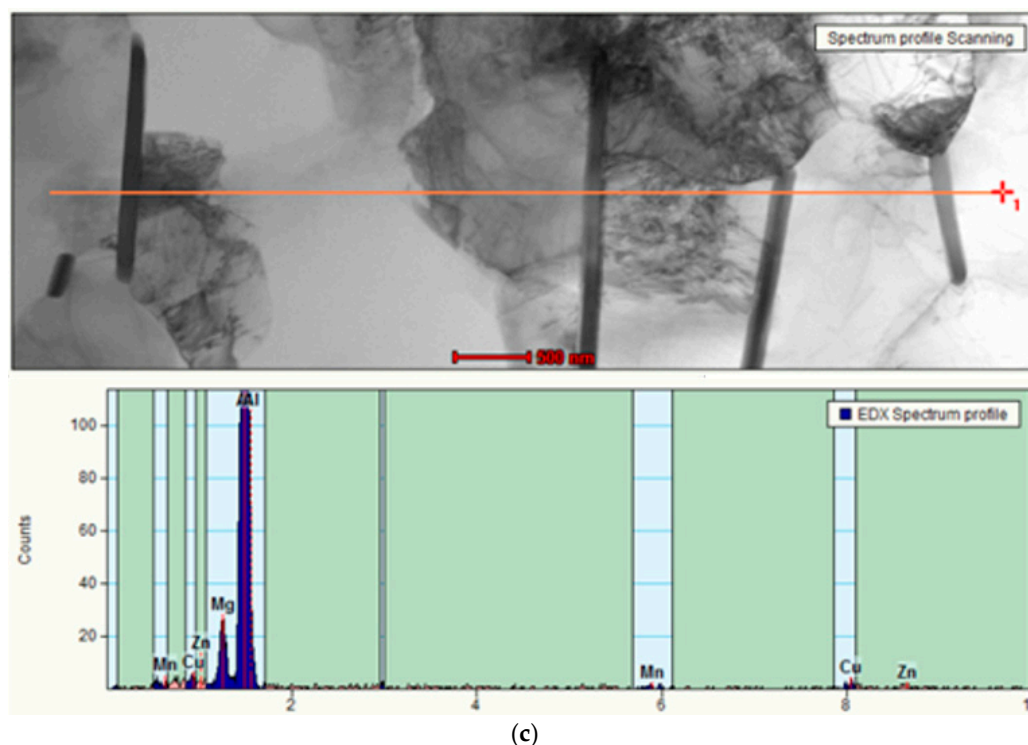 Spectrum profile Scanning
1
500 nm
EDX Spectrum profile
Counts
100
80
60
40
20
Mn
Cu
Zn
Mg
Al
Mn
Cu
Zn
2
4
6
8
1
(c)